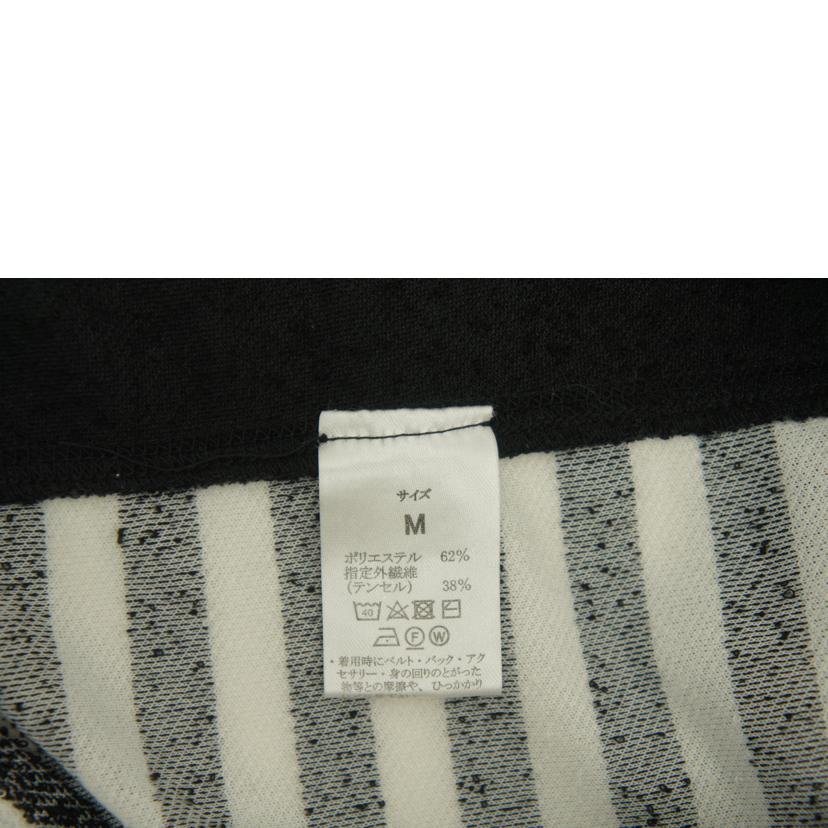 サイズ
M
ポリエステル 62%
指定外繊維
(テンセル) 38%
40
F W
・着用時にベルト・バック・アク
セサリー・身の回りのとがった
物等との摩擦や、ひっかかり